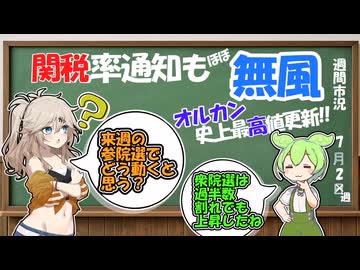 関税率通知もほぼ無風
週間市況
7月2週
オルカン
史上最高値更新!!
来週の
参院選で
どう動くと
思う？
衆院選は
過半数
割れでも
上昇したね